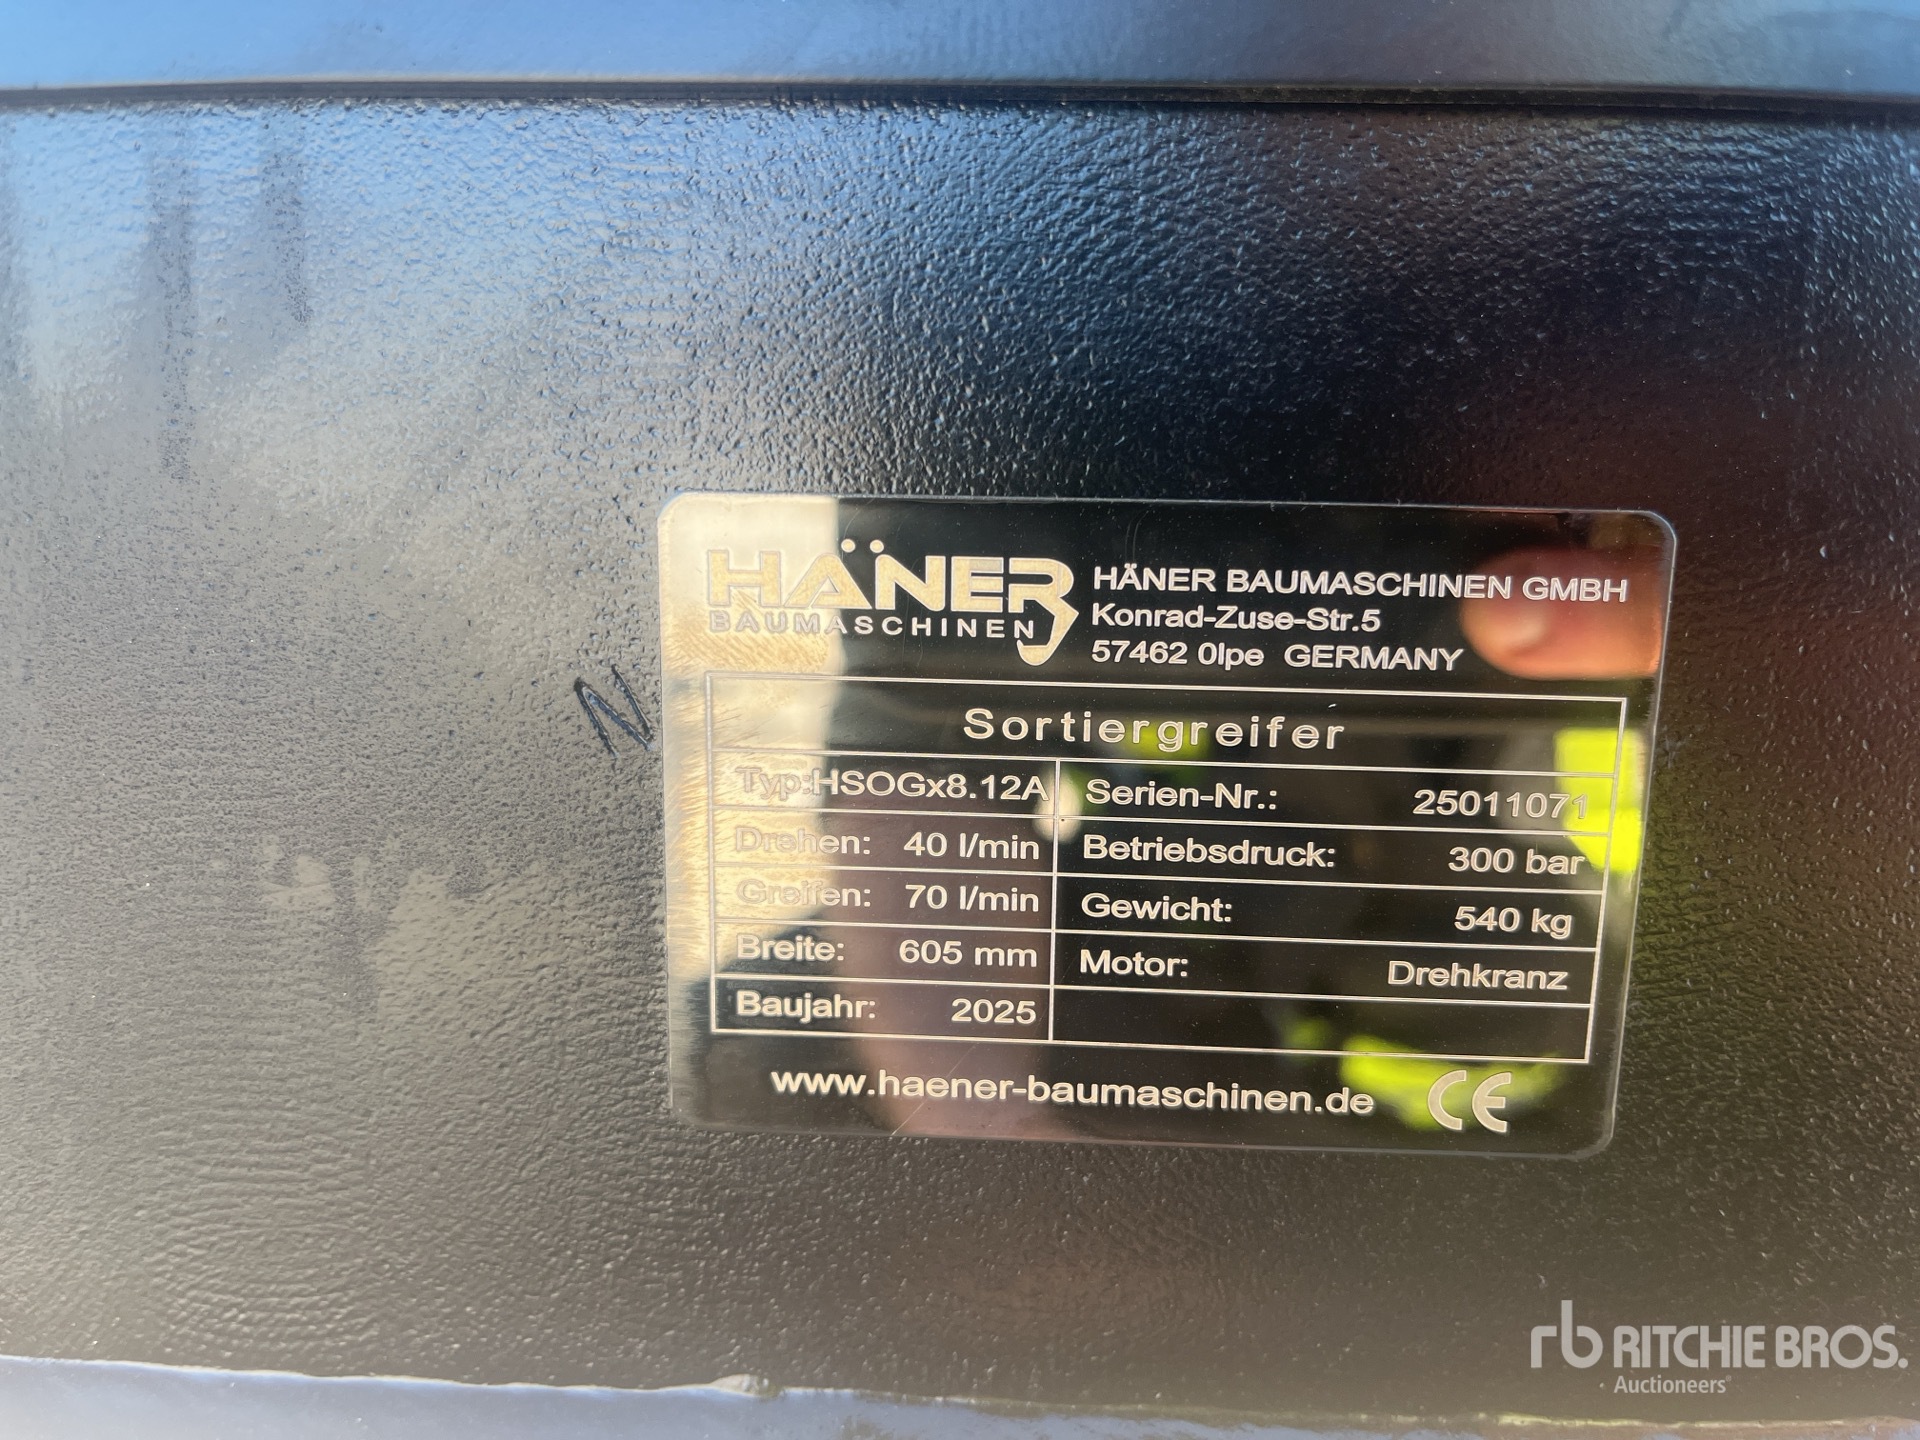 HÄNER
BAUMASCHINEN
HÄNER BAUMASCHINEN GMBH
Konrad-Zuse-Str.5
57462 Olpe GERMANY
N
Sortiergreifer
Typ:HSOGx8.12A Serien-Nr.: 25011071
Drehen: 40 l/min Betriebsdruck: 300 bar
Greifen: 70 l/min Gewicht: 540 kg
Breite: 605 mm Motor: Drehkranz
Baujahr: 2025
www.haener-baumaschinen.de CE
rb RITCHIE BROS.
Auctioneers